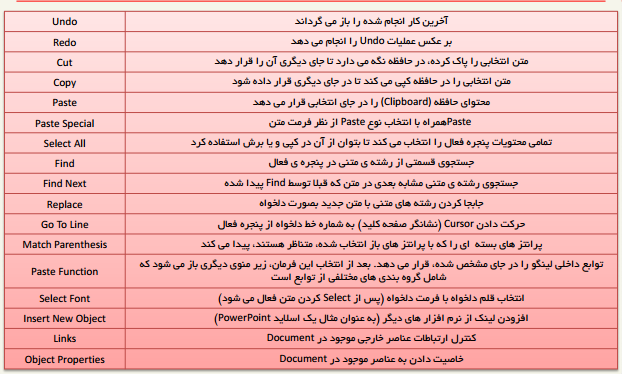 Undo آخرین کار انجام شده را باز می گرداند
Redo بر عکس عملیات Undo را انجام می دهد
Cut متن انتخابی را پاک کرده، در حافظه نگه می دارد تا جای دیگری آن را قرار دهد
Copy متن انتخابی را در حافظه کپی می کند تا در جای دیگری قرار داده شود
Paste محتوای حافظه (Clipboard) را در جای انتخابی قرار می دهد
Paste Special Pasteهمراه با انتخاب نوع Paste از نظر فرمت متن
Select All تمامی محتویات پنجره فعال را انتخاب می کند تا بتوان از آن در کپی و یا برش استفاده کرد
Find جستجوی قسمتی از رشته ی متنی در پنجره ی فعال
Find Next جستجوی رشته ی متنی مشابه بعدی در متن که قبلا توسط Find پیدا شده
Replace جابجا کردن رشته های متنی با متن جدید بصورت دلخواه
Go To Line حرکت دادن Cursor (نشانگر صفحه کلید) به شماره خط دلخواه از پنجره فعال
Match Parenthesis پرانتز های بسته ای را که با پرانتز های باز انتخاب شده، متناظر هستند، پیدا می کند
Paste Function توابع داخلی لینگو را در جای مشخص شده، قرار می دهد. بعد از انتخاب این فرمان، زیر منوی دیگری باز می شود که
شامل گروه بندی های مختلفی از توابع است
Select Font انتخاب قلم دلخواه با فرمت دلخواه (پس از Select کردن متن فعال می شود)
Insert New Object افزودن لینک از نرم افزار های دیگر (به عنوان مثال یک اسلاید PowerPoint)
Links کنترل ارتباطات عناصر خارجی موجود در Document
Object Properties خاصیت دادن به عناصر موجود در Document